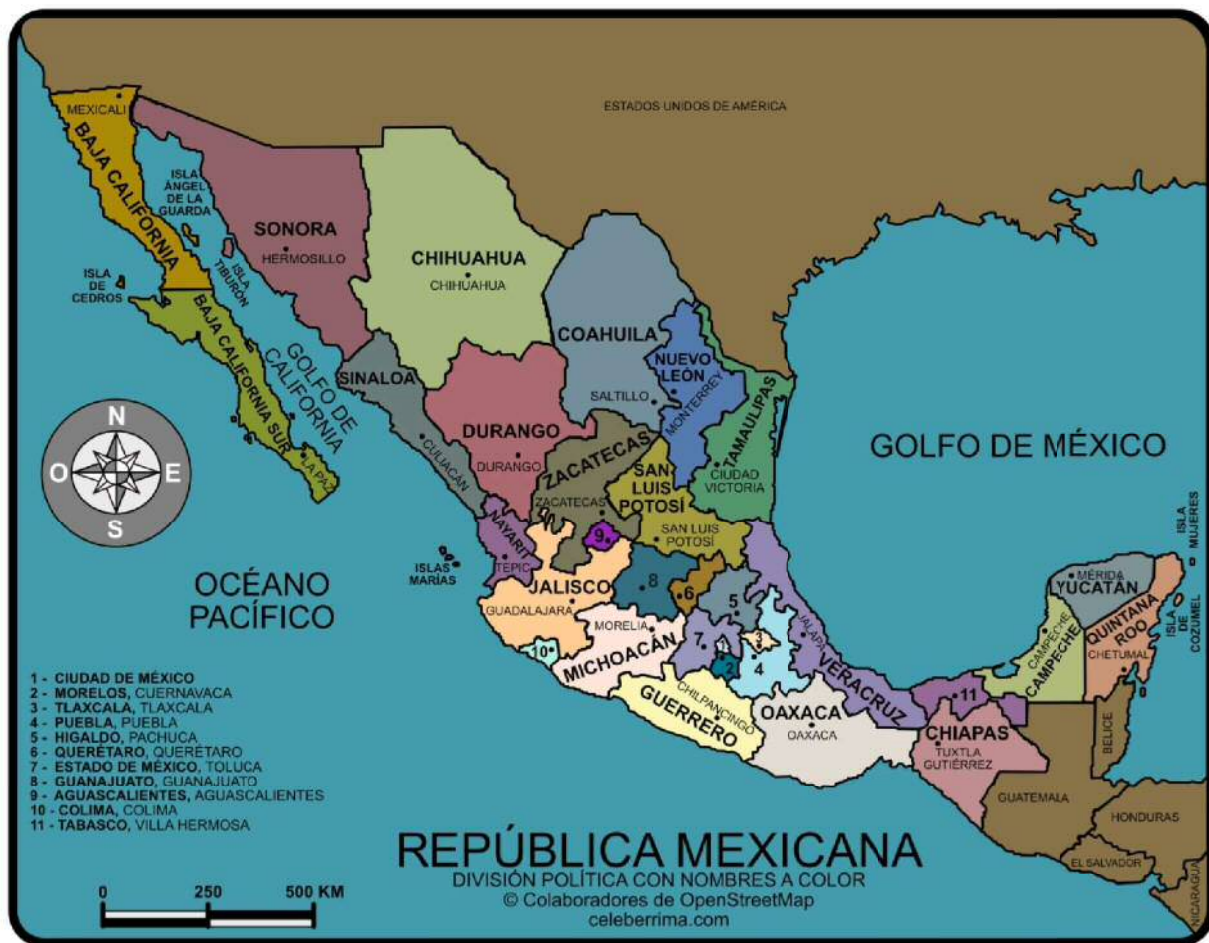 ESTADOS UNIDOS DE AMÉRICA
MEXICALI
BAJA CALIFORNIA
ISLA
ÁNGEL
DE LA
GUARDA
SONORA
HERMOSILLO
ISLA
TIBURÓN
ISLA
DE
CEDROS
CHIHUAHUA
CHIHUAHUA
COAHUILA
SALTILLO
NUEVO
LEÓN
MONTERREY
TAMAULIPAS
CIUDAD
VICTORIA
BAJA CALIFORNIA SUR
LA PAZ
GOLFO DE
CALIFORNIA
SINALOA
CULIACÁN
DURANGO
DURANGO
ZACATECAS
ZACATECAS
SAN
LUIS
POTOSÍ
SAN LUIS
POTOSÍ
GOLFO DE MÉXICO
N
O
E
S
NAYARIT
TEPIC
ISLAS
MARÍAS
OCÉANO
PACÍFICO
JALISCO
GUADALAJARA
9
8
6
5
7
1
3
2
4
10
MORELIA
MICHOACÁN
GUERRERO
CHILPANCINGO
OAXACA
OAXACA
JALAPA
VERACRUZ
11
CHIAPAS
TUXTLA
GUTIÉRREZ
CAMPECHE
CAMPECHE
MÉRIDA
YUCATÁN
QUINTANA
ROO
CHETUMAL
ISLA
MUJERES
ISLA
DE
COZUMEL
BELICE
GUATEMALA
HONDURAS
EL SALVADOR
NICARAGUA
1 - CIUDAD DE MÉXICO
2 - MORELOS, CUERNAVACA
3 - TLAXCALA, TLAXCALA
4 - PUEBLA, PUEBLA
5 - HIGALDO, PACHUCA
6 - QUERÉTARO, QUERÉTARO
7 - ESTADO DE MÉXICO, TOLUCA
8 - GUANAJUATO, GUANAJUATO
9 - AGUASCALIENTES, AGUASCALIENTES
10 - COLIMA, COLIMA
11 - TABASCO, VILLA HERMOSA
REPÚBLICA MEXICANA
DIVISIÓN POLÍTICA CON NOMBRES A COLOR
© Colaboradores de OpenStreetMap
celeberrima.com
0 250 500 KM